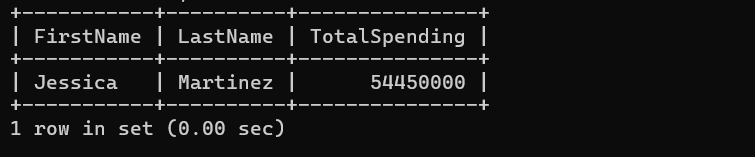 +-----------+----------+---------------+
| FirstName | LastName | TotalSpending |
+-----------+----------+---------------+
| Jessica   | Martinez |      54450000 |
+-----------+----------+---------------+
1 row in set (0.00 sec)